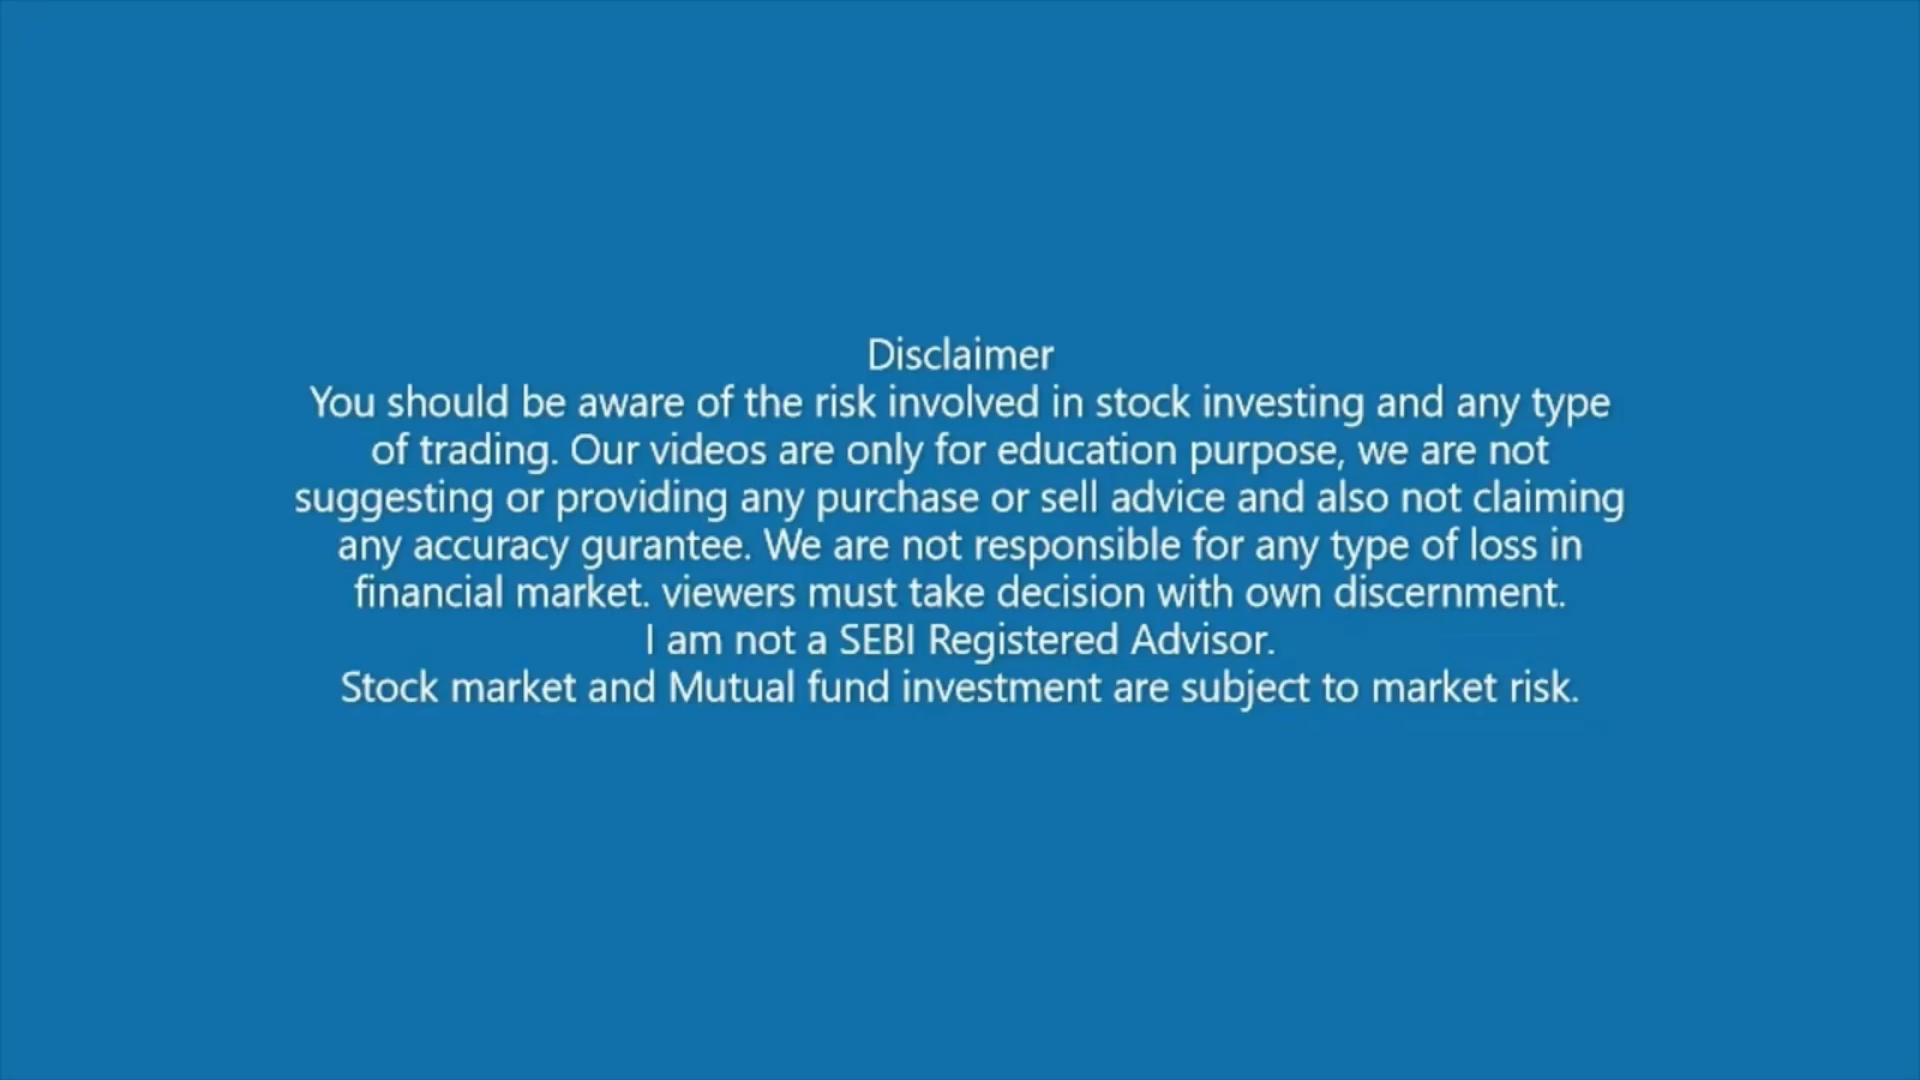 Disclaimer
You should be aware of the risk involved in stock investing and any type
of trading. Our videos are only for education purpose, we are not
suggesting or providing any purchase or sell advice and also not claiming
any accuracy gurantee. We are not responsible for any type of loss in
financial market. viewers must take decision with own discernment.
I am not a SEBI Registered Advisor.
Stock market and Mutual fund investment are subject to market risk.